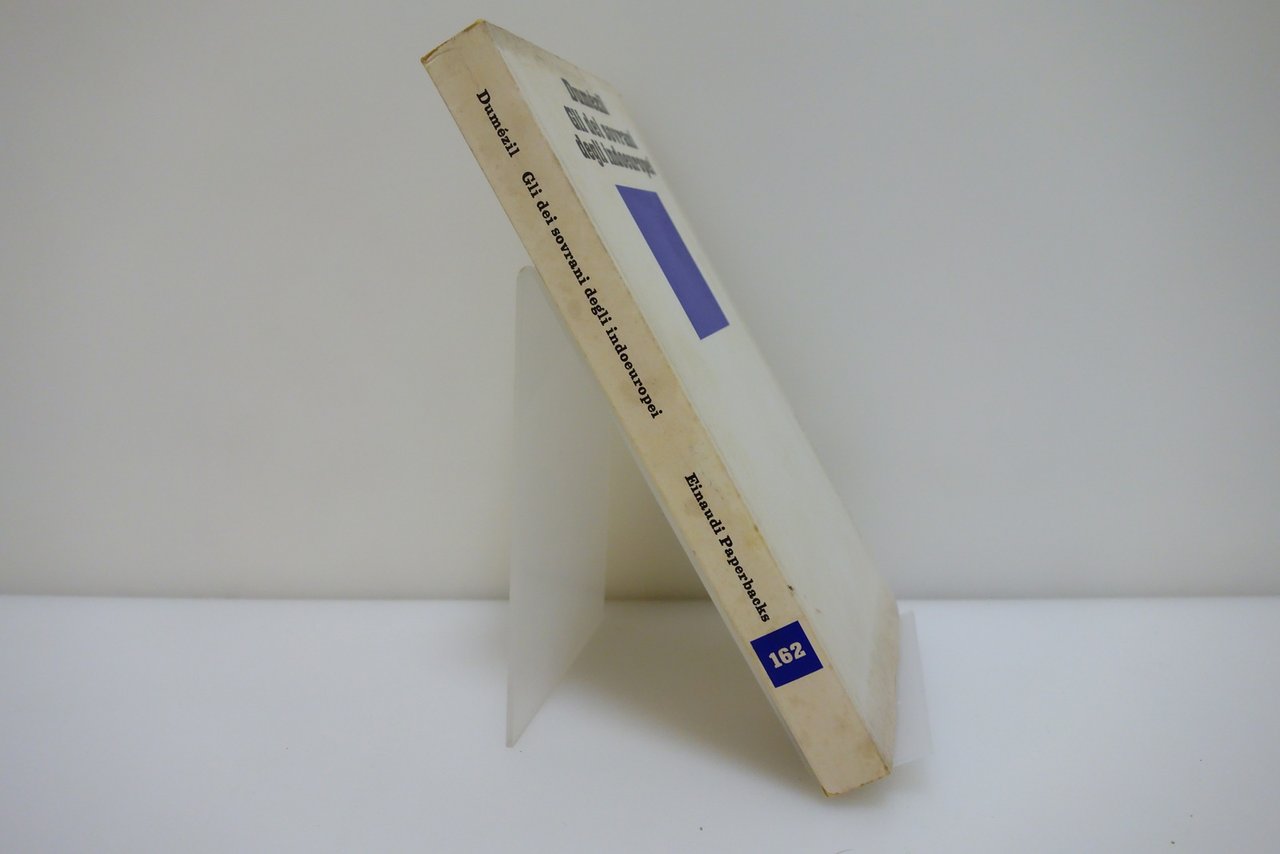 Dumézil Gli dei sovrani degli indoeuropei Einaudi Paperbacks
162
Dumézil
Gli dei sovrani
degli indoeuropei